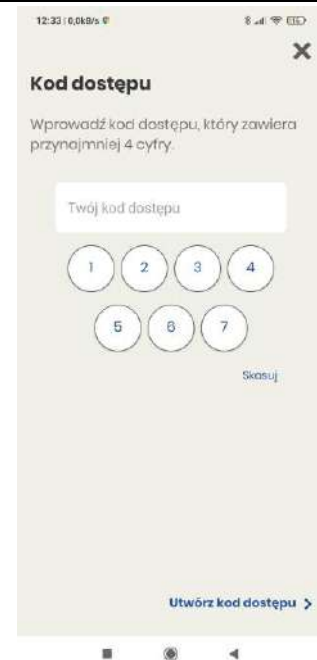 12:33 | 0,0kB/s
Kod dostępu
Wprowadź kod dostępu, który zawiera
przynajmniej 4 cyfry.
Twój kod dostępu
1 2 3 4
5 6 7
Skasuj
Utwórz kod dostępu